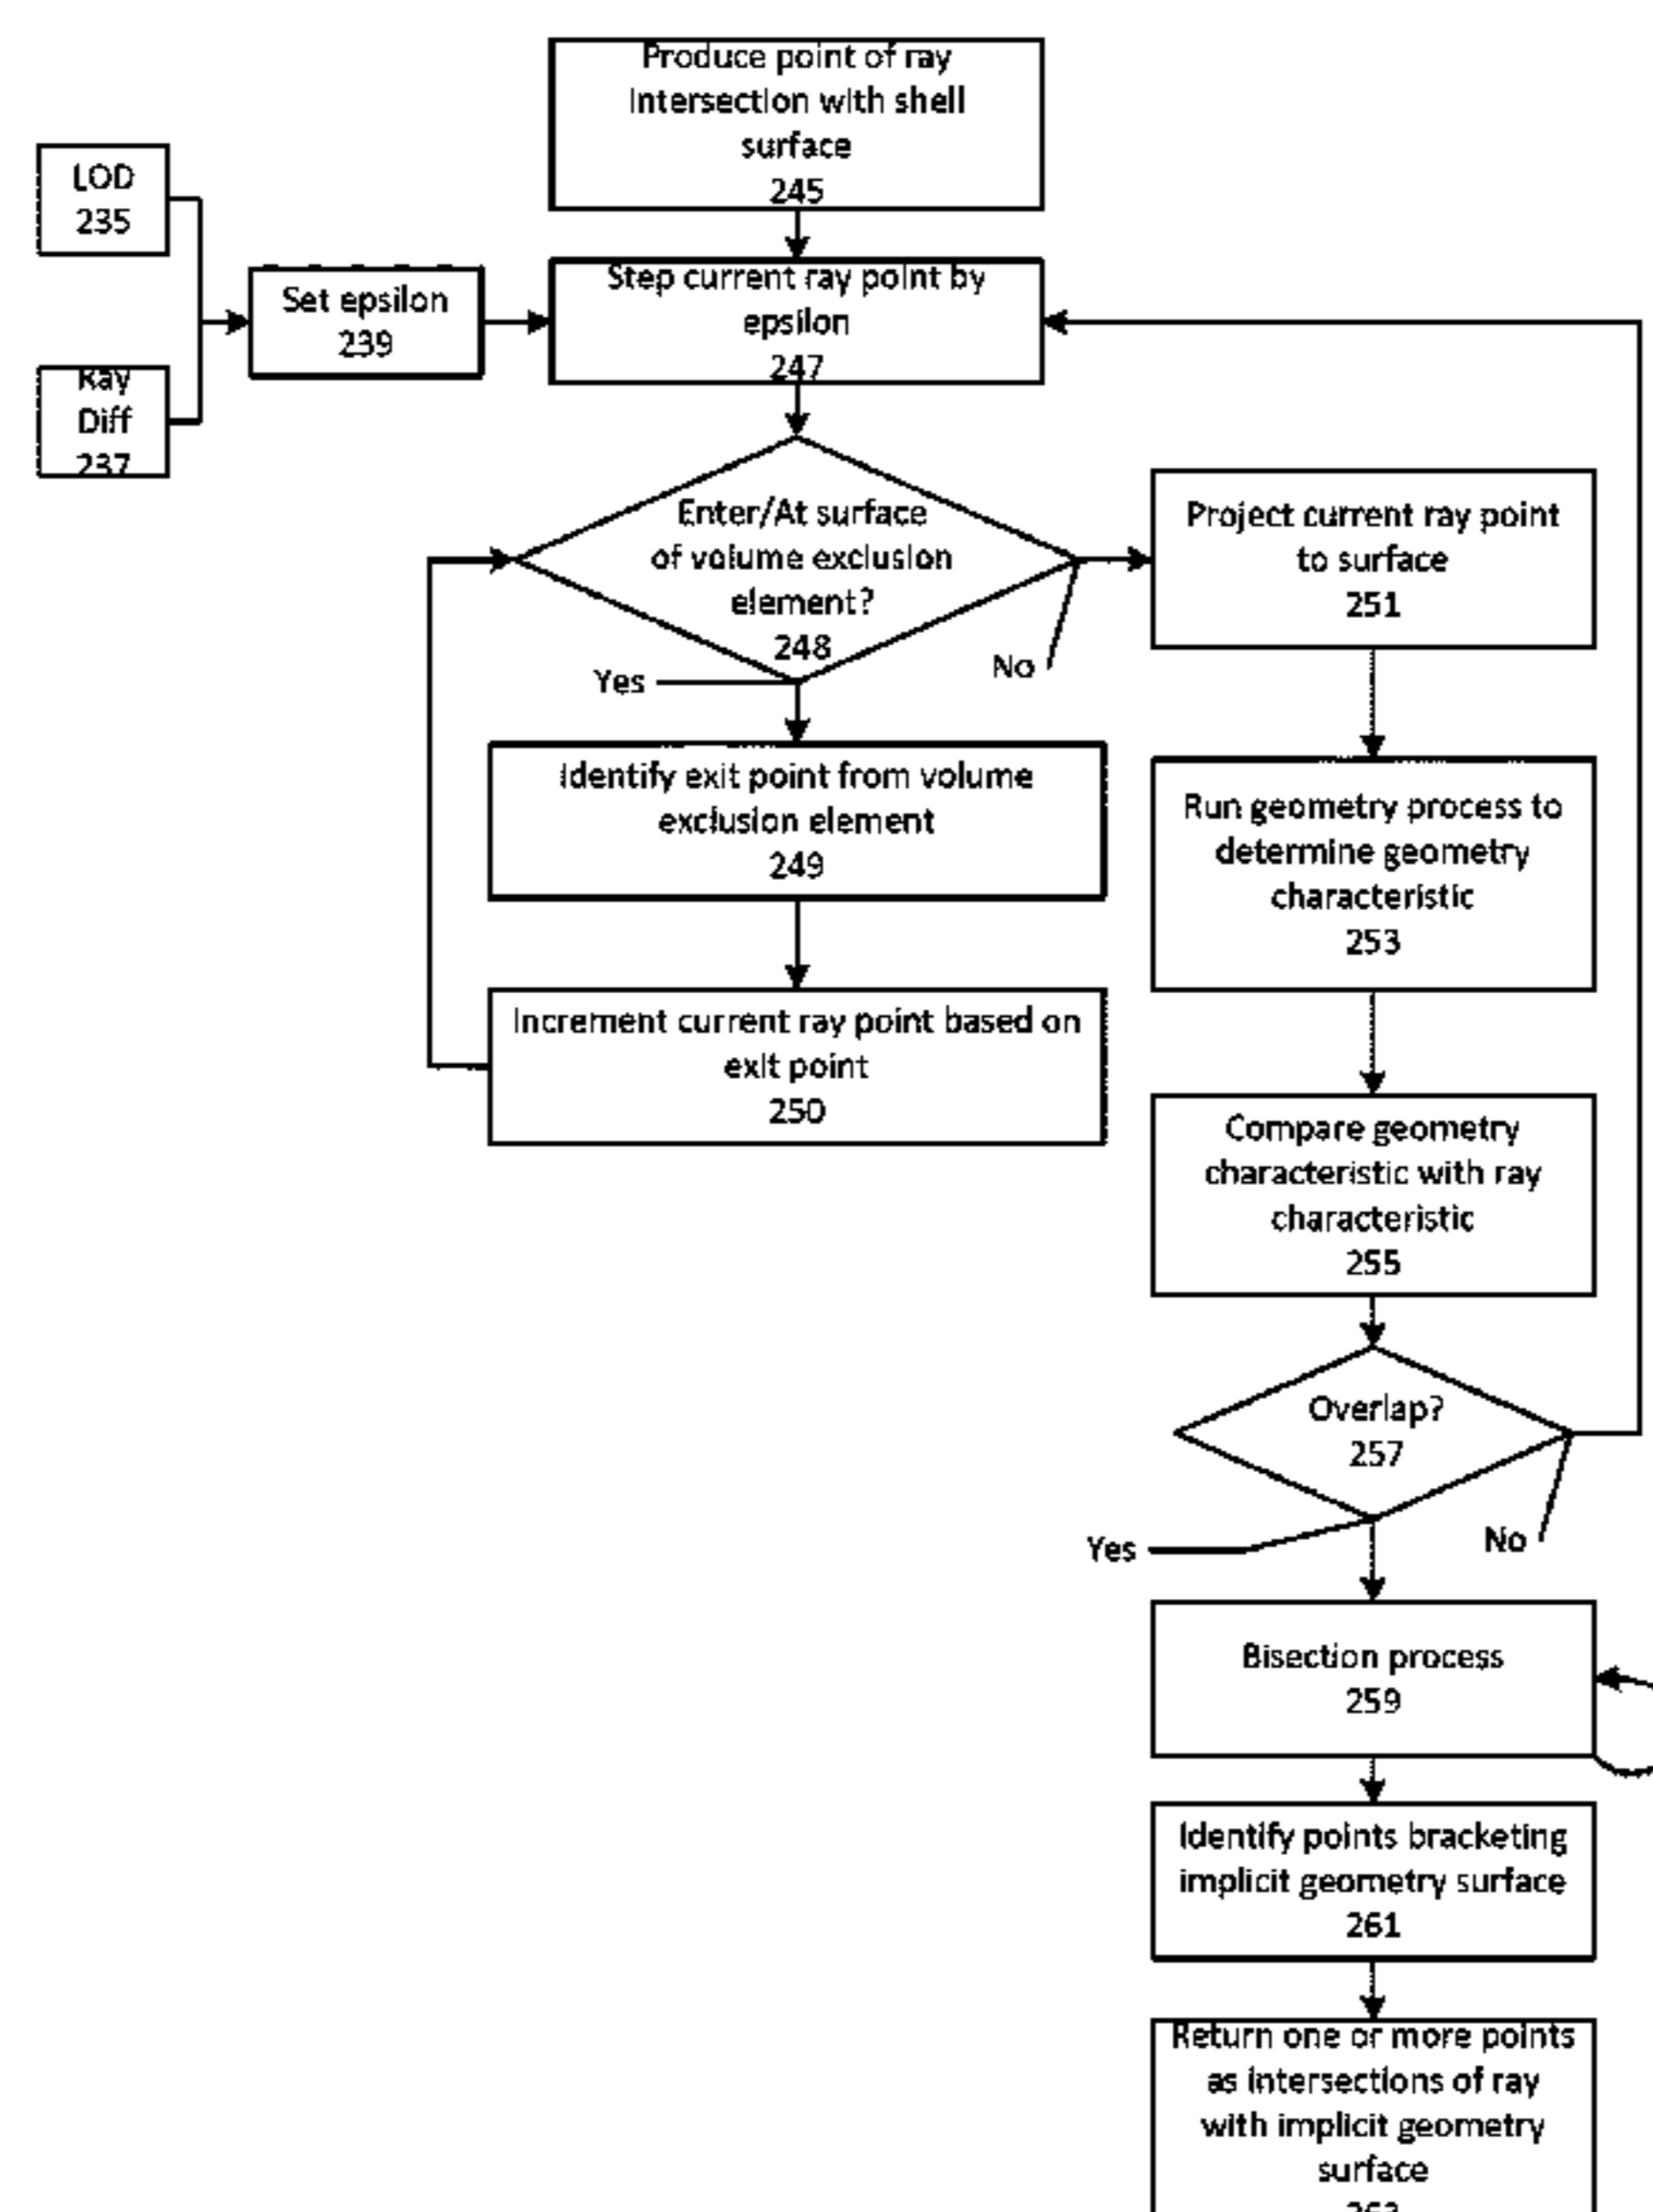 Produce point of ray
intersection with shell
surface
245
LOD
235
Set epsilon
239
Step current ray point by
epsilon
247
Ray
Diff
237
Enter/At surface
of volume exclusion
element?
248
Yes
No
Project current ray point
to surface
251
Identify exit point from volume
exclusion element
249
Run geometry process to
determine geometry
characteristic
253
Increment current ray point based on
exit point
250
Compare geometry
characteristic with ray
characteristic
255
Overlap?
257
Yes
No
Bisection process
259
Identify points bracketing
implicit geometry surface
261
Return one or more points
as intersections of ray
with implicit geometry
surface